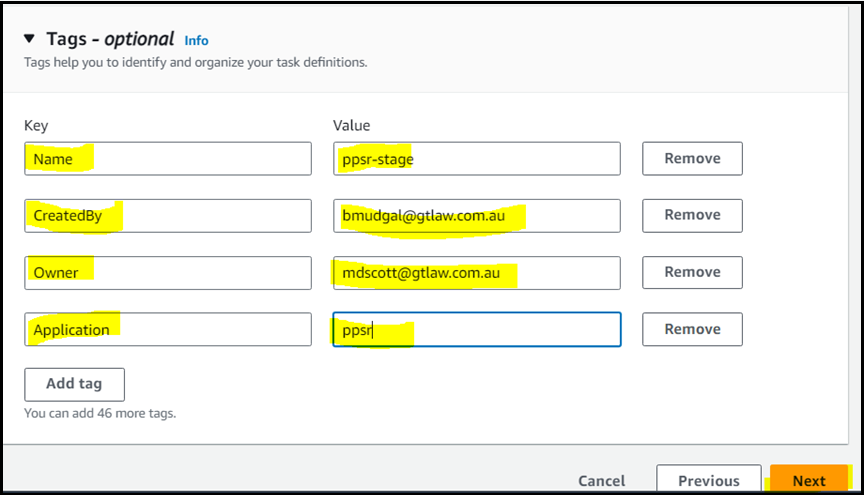 ▼ Tags - optional Info
Tags help you to identify and organize your task definitions.
Key Value
Name ppsr-stage Remove
CreatedBy bmudgal@gtlaw.com.au Remove
Owner mdscott@gtlaw.com.au Remove
Application ppsr Remove
Add tag
You can add 46 more tags.
Cancel Previous Next